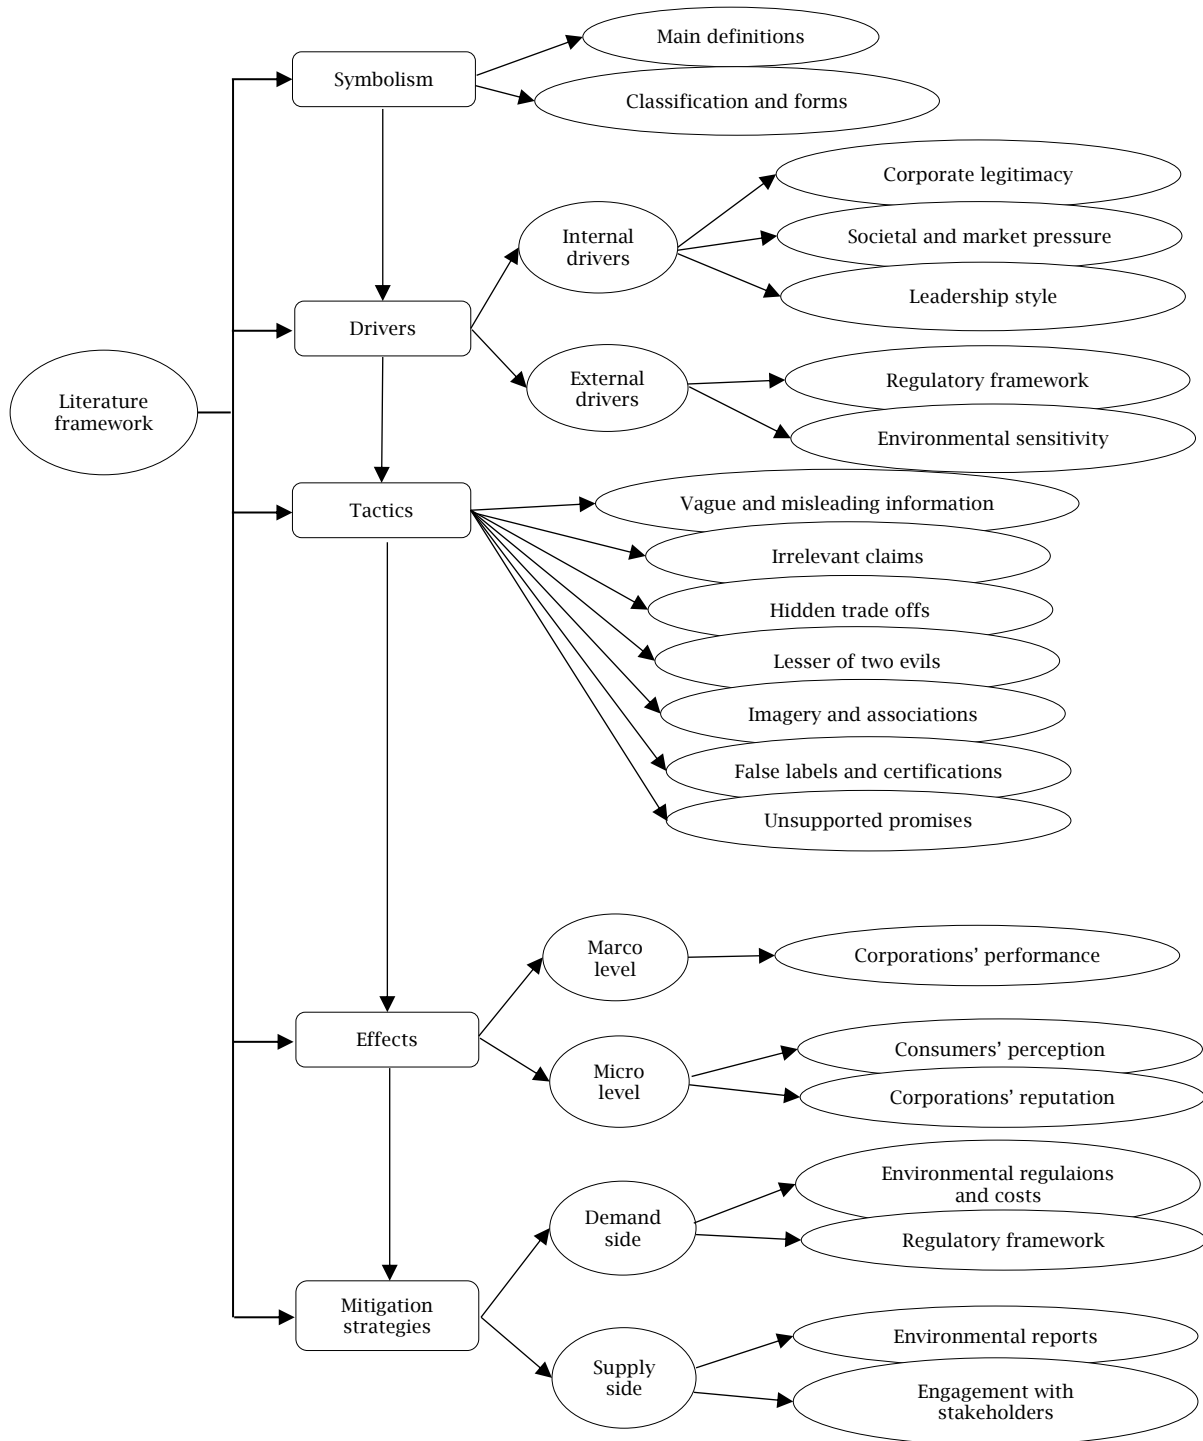 Main definitions
Symbolism
Classification and forms
Corporate legitimacy
Internal
drivers
Societal and market pressure
Leadership style
Drivers
External
drivers
Regulatory framework
Environmental sensitivity
Literature
framework
Tactics
Vague and misleading information
Irrelevant claims
Hidden trade offs
Lesser of two evils
Imagery and associations
False labels and certifications
Unsupported promises
Marco
level
Corporations’ performance
Effects
Micro
level
Consumers’ perception
Corporations’ reputation
Demand
side
Environmental regulaions
and costs
Regulatory framework
Mitigation
strategies
Supply
side
Environmental reports
Engagement with
stakeholders